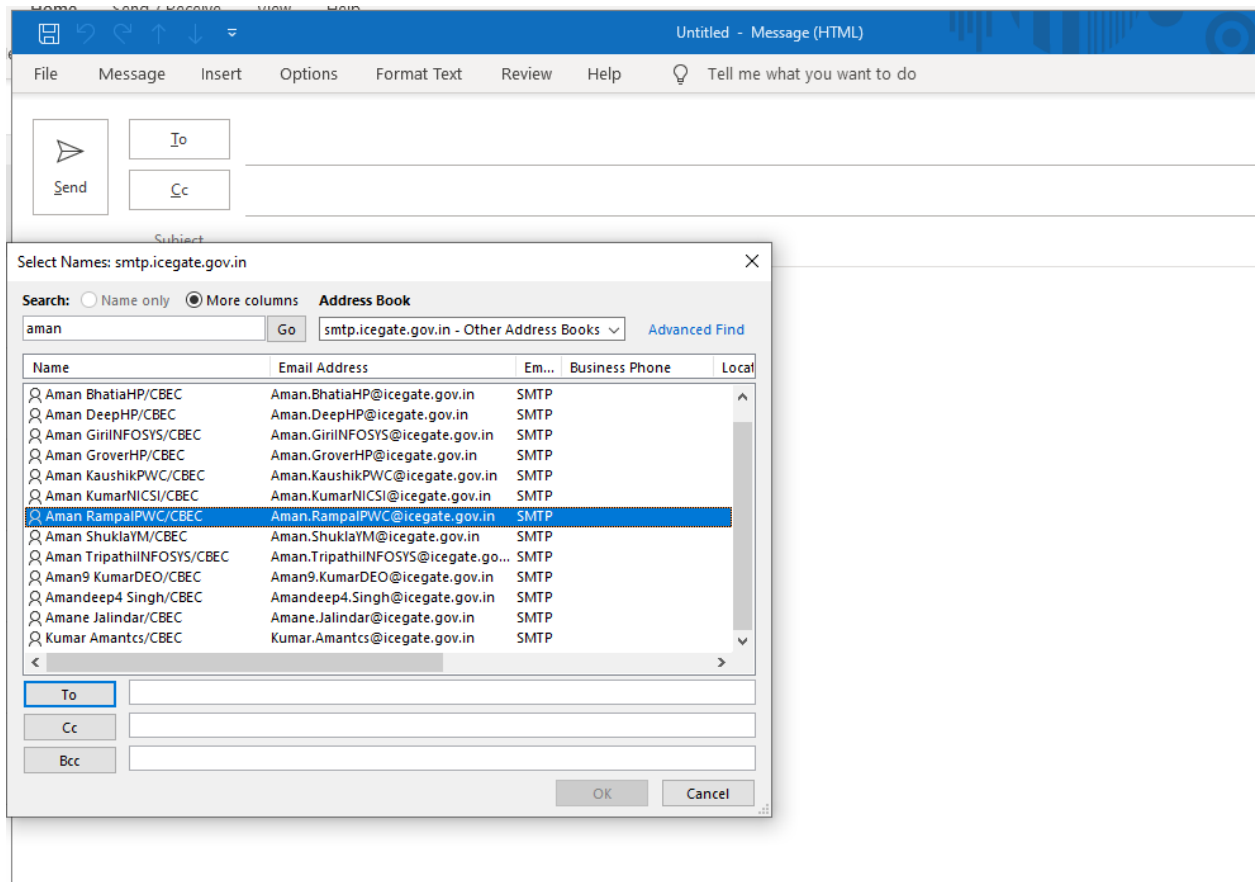 Home Send / Receive View Help
Untitled - Message (HTML)
File Message Insert Options Format Text Review Help Tell me what you want to do
To
Send
Cc
Subject
Select Names: smtp.icegate.gov.in
Search: Name only More columns Address Book
aman Go smtp.icegate.gov.in - Other Address Books Advanced Find
Name Email Address Em... Business Phone Locat
Aman BhatiaHP/CBEC Aman.BhatiaHP@icegate.gov.in SMTP
Aman DeepHP/CBEC Aman.DeepHP@icegate.gov.in SMTP
Aman GiriINFOSYS/CBEC Aman.GiriINFOSYS@icegate.gov.in SMTP
Aman GroverHP/CBEC Aman.GroverHP@icegate.gov.in SMTP
Aman KaushikPWC/CBEC Aman.KaushikPWC@icegate.gov.in SMTP
Aman KumarNICSI/CBEC Aman.KumarNICSI@icegate.gov.in SMTP
Aman RampalPWC/CBEC Aman.RampalPWC@icegate.gov.in SMTP
Aman ShuklaYM/CBEC Aman.ShuklaYM@icegate.gov.in SMTP
Aman TripathiINFOSYS/CBEC Aman.TripathiINFOSYS@icegate.go... SMTP
Aman9 KumarDEO/CBEC Aman9.KumarDEO@icegate.gov.in SMTP
Amandeep4 Singh/CBEC Amandeep4.Singh@icegate.gov.in SMTP
Amane Jalindar/CBEC Amane.Jalindar@icegate.gov.in SMTP
Kumar Amantcs/CBEC Kumar.Amantcs@icegate.gov.in SMTP
To
Cc
Bcc
OK Cancel